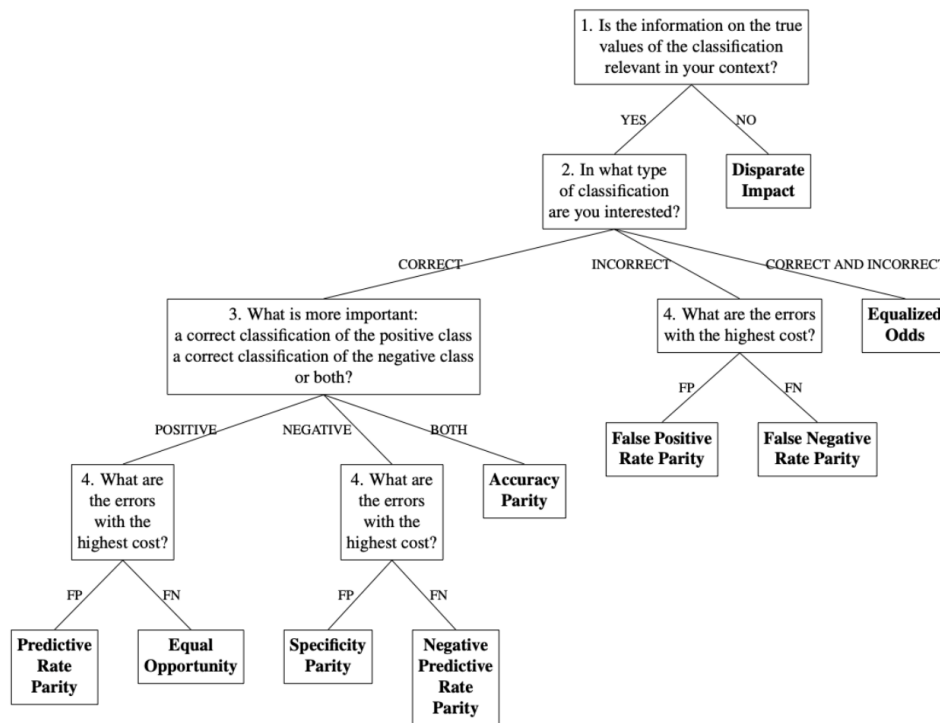 1. Is the information on the true
values of the classification
relevant in your context?
YES
NO
2. In what type
of classification
are you interested?
Disparate
Impact
CORRECT
INCORRECT
CORRECT AND INCORRECT
3. What is more important:
a correct classification of the positive class
a correct classification of the negative class
or both?
4. What are the errors
with the highest cost?
Equalized
Odds
POSITIVE
NEGATIVE
BOTH
FP
FN
4. What are
the errors
with the
highest cost?
4. What are
the errors
with the
highest cost?
Accuracy
Parity
False Positive
Rate Parity
False Negative
Rate Parity
FP
FN
FP
FN
Predictive
Rate
Parity
Equal
Opportunity
Specificity
Parity
Negative
Predictive
Rate
Parity